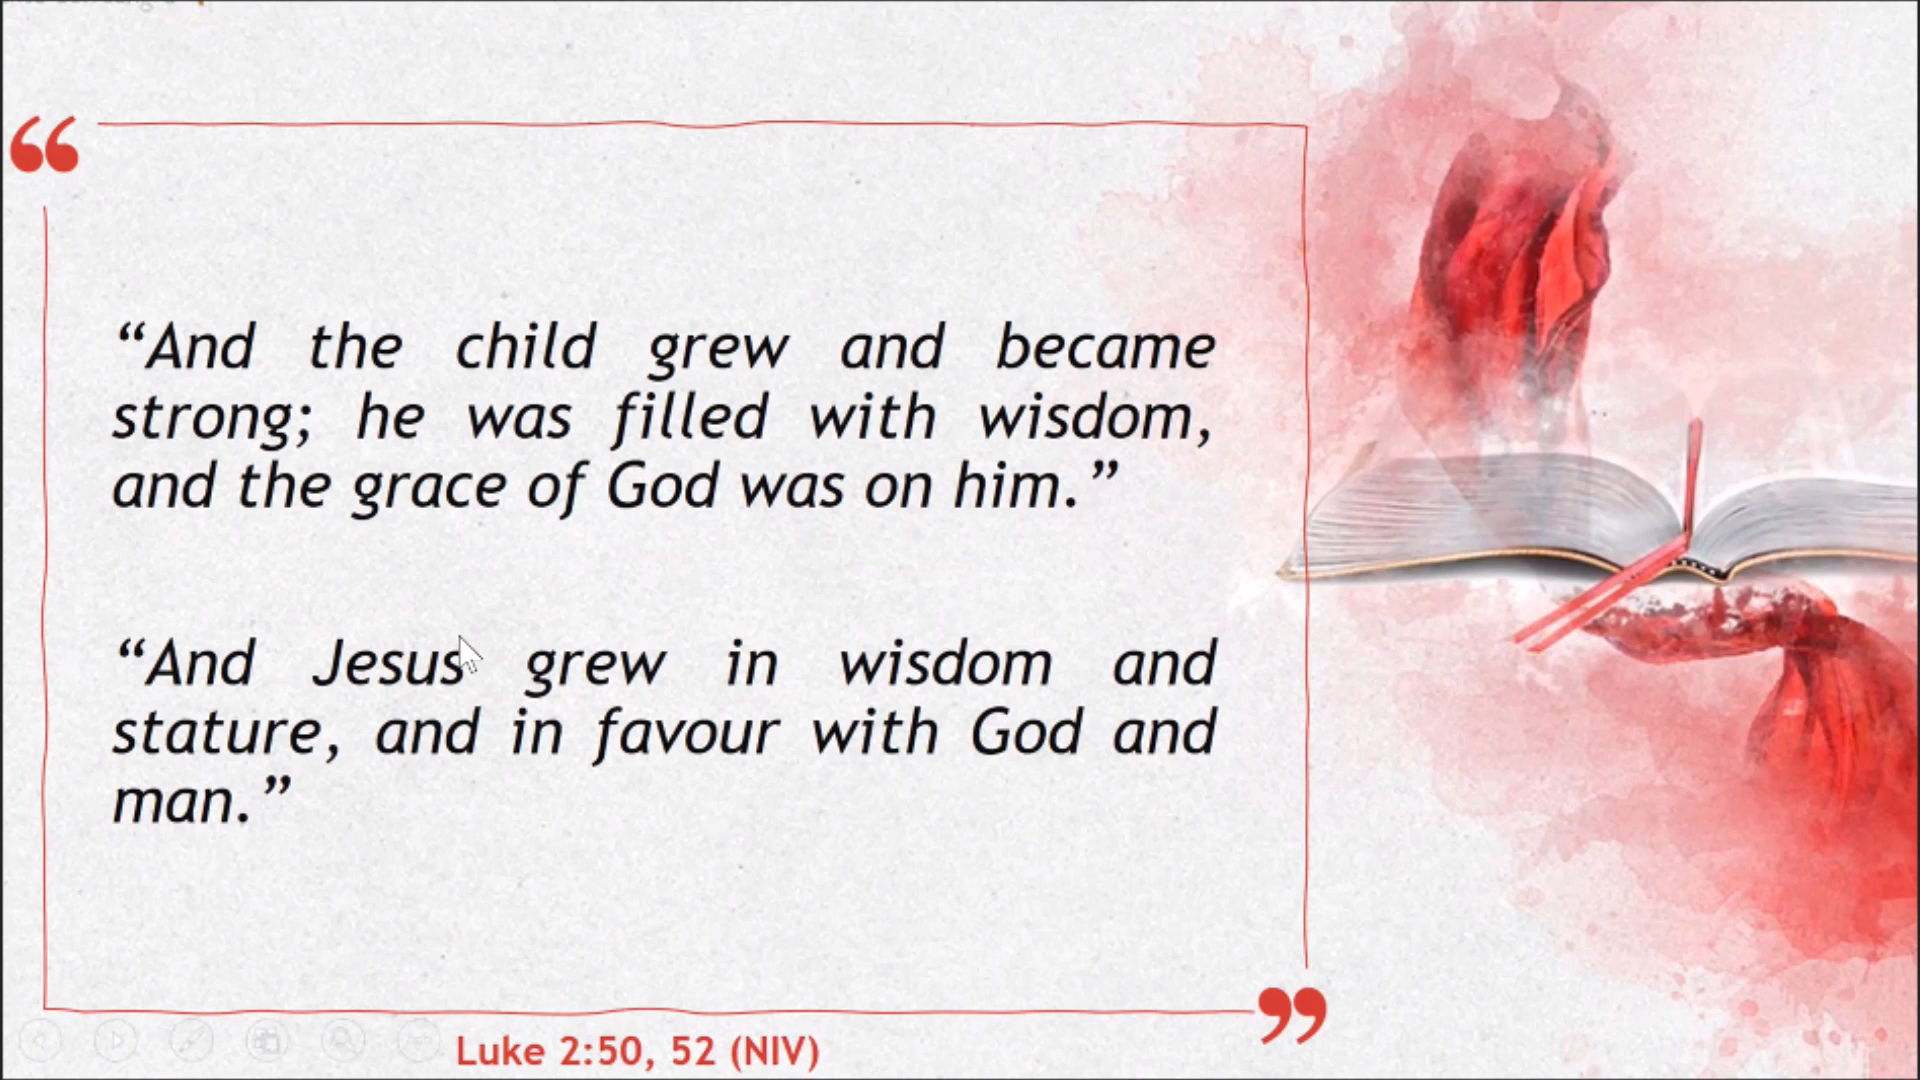 “And the child grew and became
strong; he was filled with wisdom,
and the grace of God was on him.”
“And Jesus grew in wisdom and
stature, and in favour with God and
man.”
Luke 2:50, 52 (NIV)